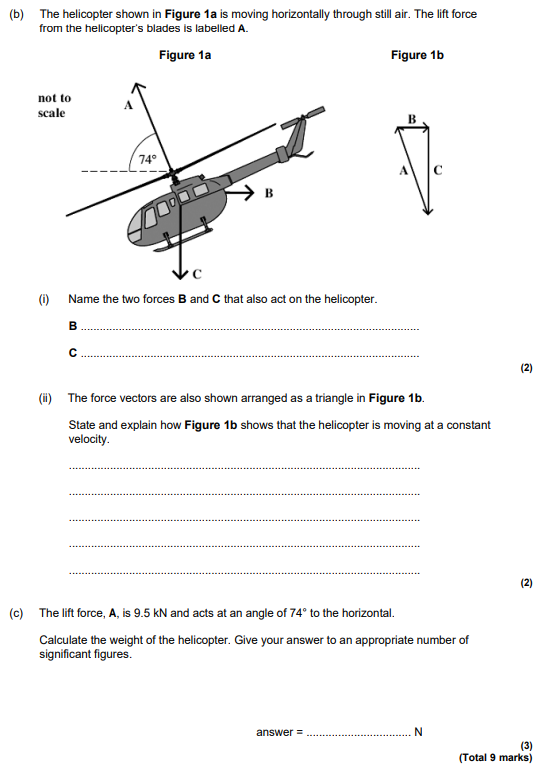 (b) The helicopter shown in Figure 1a is moving horizontally through still air. The lift force
from the helicopter's blades is labelled A.
Figure 1a Figure 1b
not to
scale
A
74°
B
C
B
A C
(i) Name the two forces B and C that also act on the helicopter.
B ................................................................................................
C ................................................................................................
(2)
(ii) The force vectors are also shown arranged as a triangle in Figure 1b.
State and explain how Figure 1b shows that the helicopter is moving at a constant
velocity.
................................................................................................
................................................................................................
................................................................................................
................................................................................................
................................................................................................
(2)
(c) The lift force, A, is 9.5 kN and acts at an angle of 74° to the horizontal.
Calculate the weight of the helicopter. Give your answer to an appropriate number of
significant figures.
answer = ................................ N
(3)
(Total 9 marks)